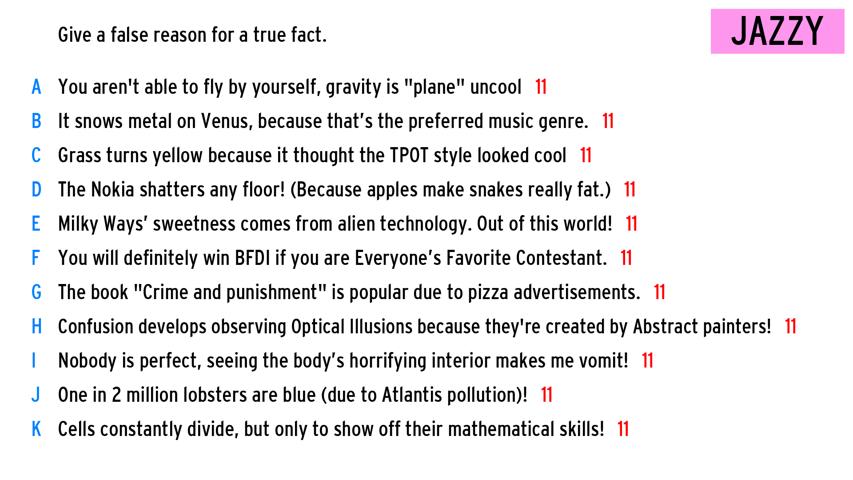 Give a false reason for a true fact.
JAZZY
A You aren't able to fly by yourself, gravity is "plane" uncool 11
B It snows metal on Venus, because that's the preferred music genre. 11
C Grass turns yellow because it thought the TPOT style looked cool 11
D The Nokia shatters any floor! (Because apples make snakes really fat.) 11
E Milky Ways' sweetness comes from alien technology. Out of this world! 11
F You will definitely win BFDI if you are Everyone's Favorite Contestant. 11
G The book "Crime and punishment" is popular due to pizza advertisements. 11
H Confusion develops observing Optical Illusions because they're created by Abstract painters! 11
I Nobody is perfect, seeing the body's horrifying interior makes me vomit! 11
J One in 2 million lobsters are blue (due to Atlantis pollution)! 11
K Cells constantly divide, but only to show off their mathematical skills! 11